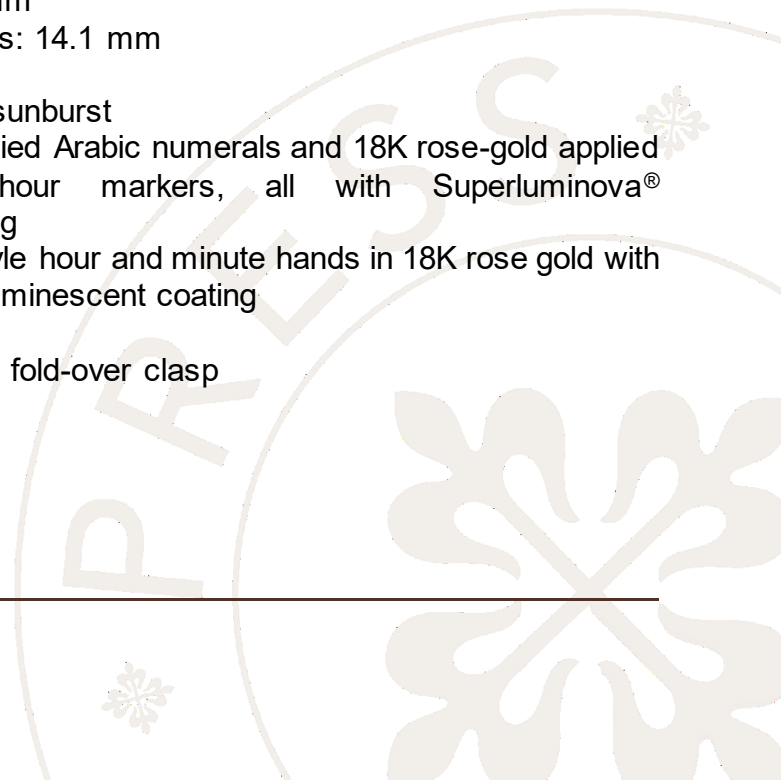 s: 14.1 mm
sunburst
ied Arabic numerals and 18K rose-gold applied
hour markers, all with Superluminova®
g
yle hour and minute hands in 18K rose gold with
minescent coating
fold-over clasp
PRESS